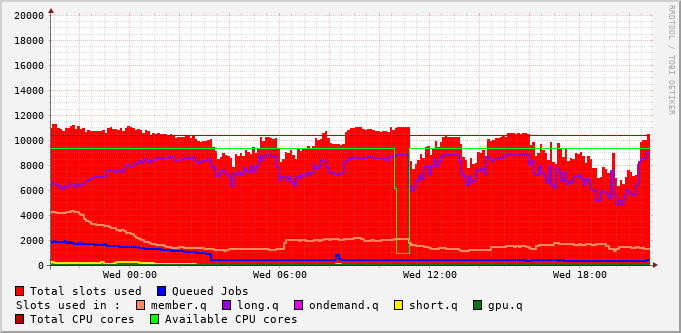 20000
18000
16000
14000
12000
10000
8000
6000
4000
2000
0
Wed 00:00 Wed 06:00 Wed 12:00 Wed 18:00
RRDTOOL / TOBI OETIKER
Total slots used Queued Jobs
Slots used in : member.q long.q ondemand.q short.q gpu.q
Total CPU cores Available CPU cores